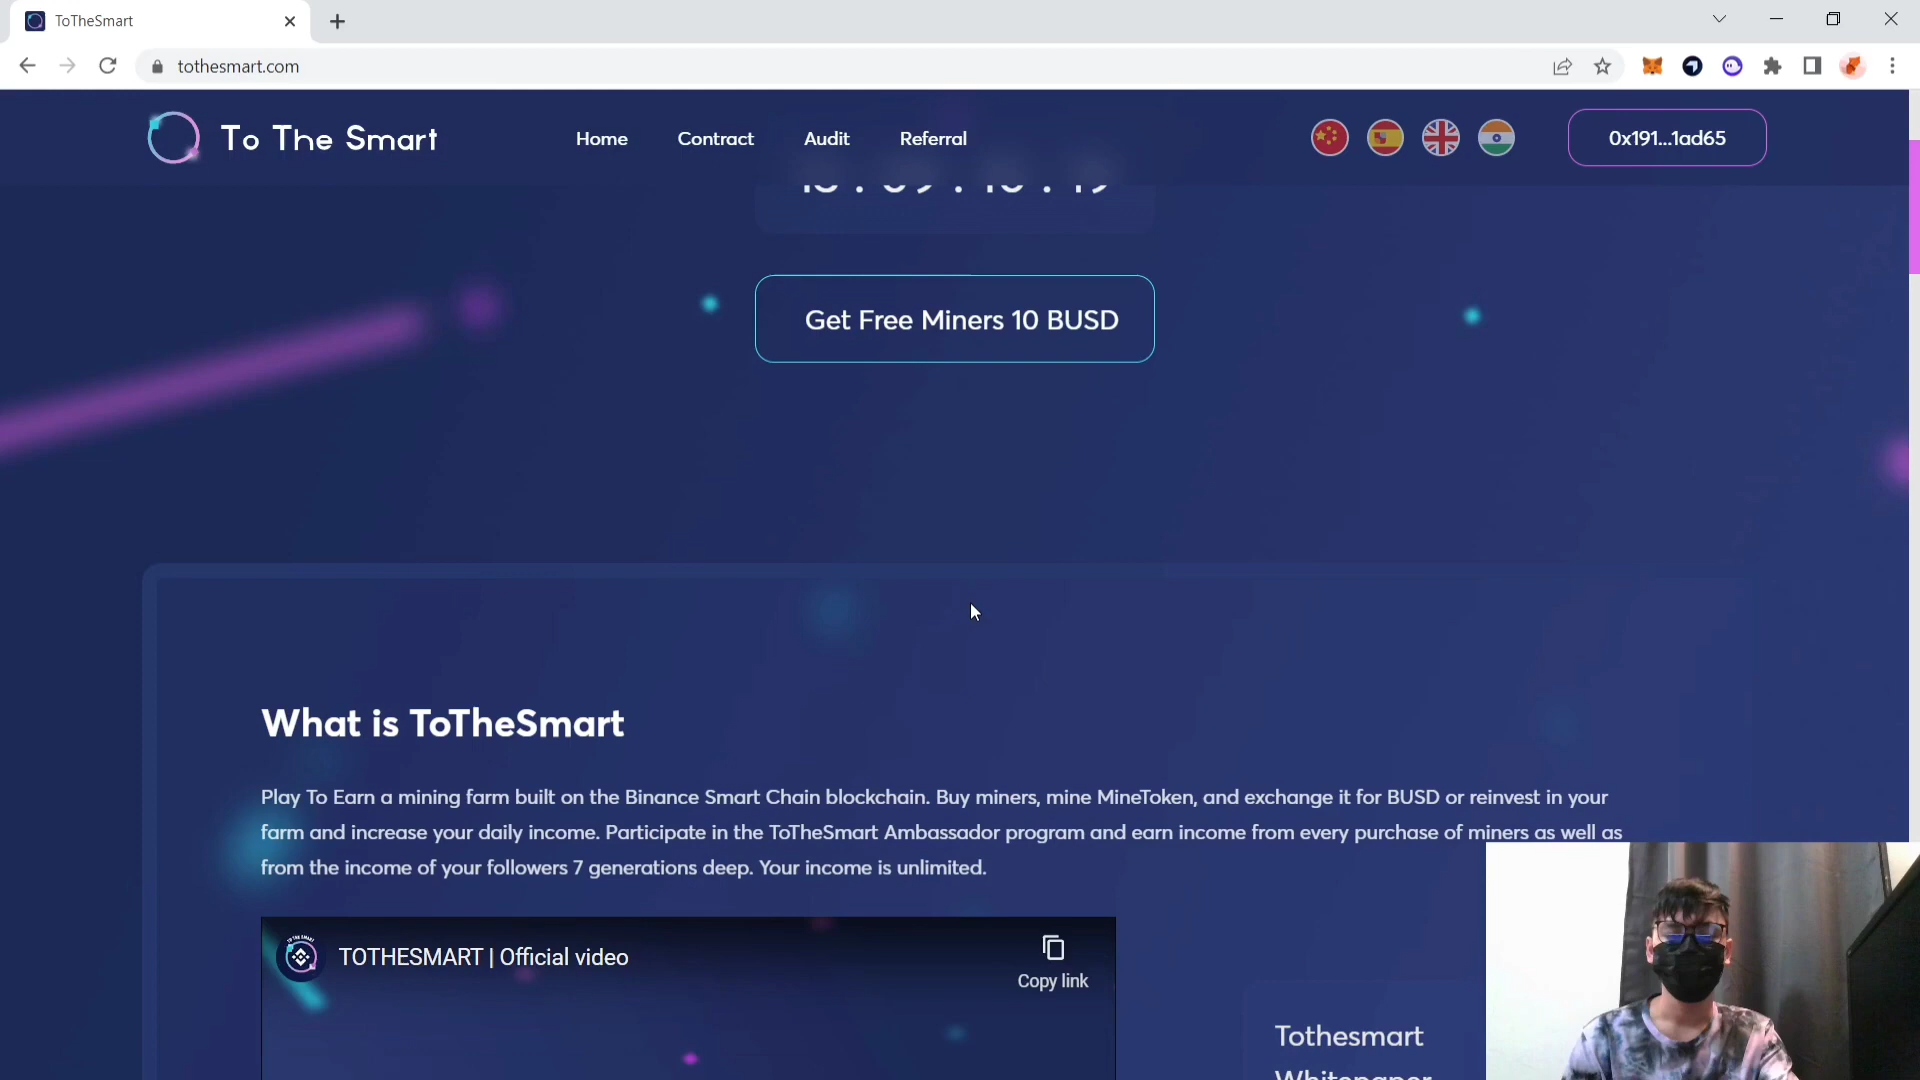 ToTheSmart
tothesmart.com
To The Smart
Home Contract Audit Referral
0x191...1ad65
Get Free Miners 10 BUSD
What is ToTheSmart
Play To Earn a mining farm built on the Binance Smart Chain blockchain. Buy miners, mine MineToken, and exchange it for BUSD or reinvest in your
farm and increase your daily income. Participate in the ToTheSmart Ambassador program and earn income from every purchase of miners as well as
from the income of your followers 7 generations deep. Your income is unlimited.
TOTHESMART | Official video
Copy link
Tothesmart
Whitepaper